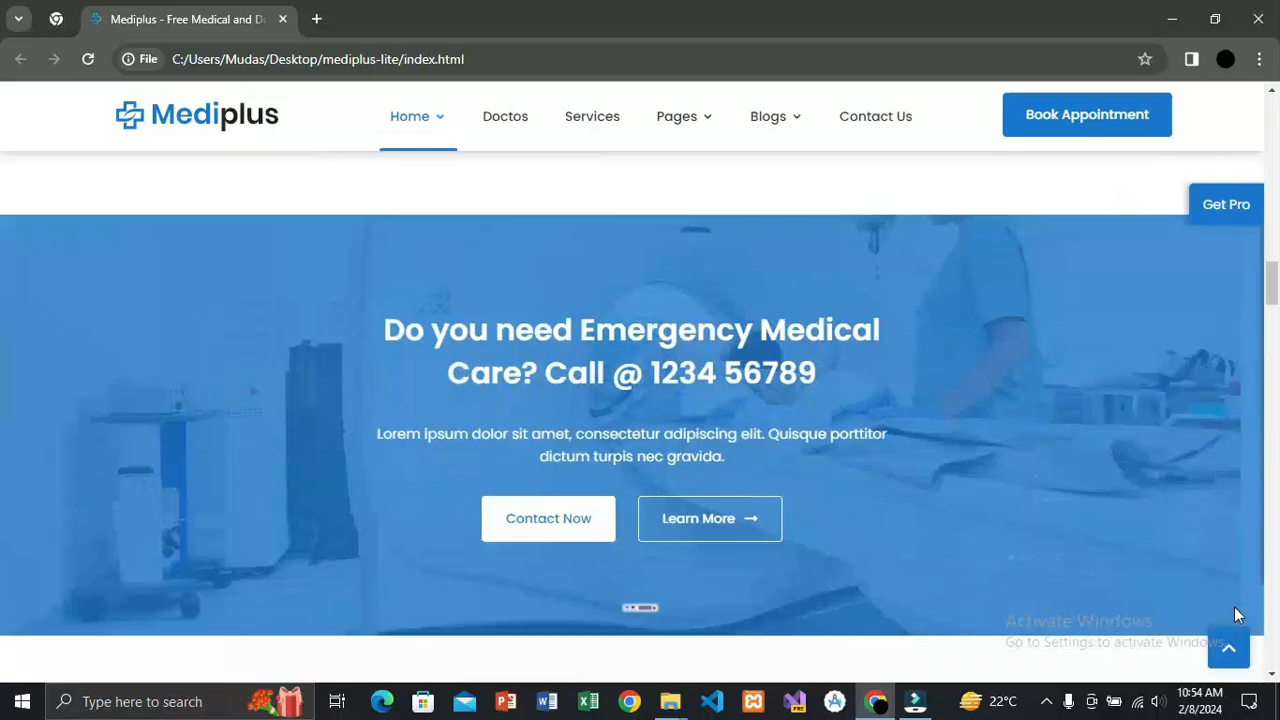 Mediplus - Free Medical and Do
File
C:/Users/Mudas/Desktop/mediplus-lite/index.html
Mediplus
Home
Doctos
Services
Pages
Blogs
Contact Us
Book Appointment
Get Pro
Do you need Emergency Medical
Care? Call @ 1234 56789
Lorem ipsum dolor sit amet, consectetur adipiscing elit. Quisque porttitor
dictum turpis nec gravida.
Contact Now
Learn More
Activate Windows
Go to Settings to activate Windows.
Type here to search
22°C
10:54 AM
2/8/2024